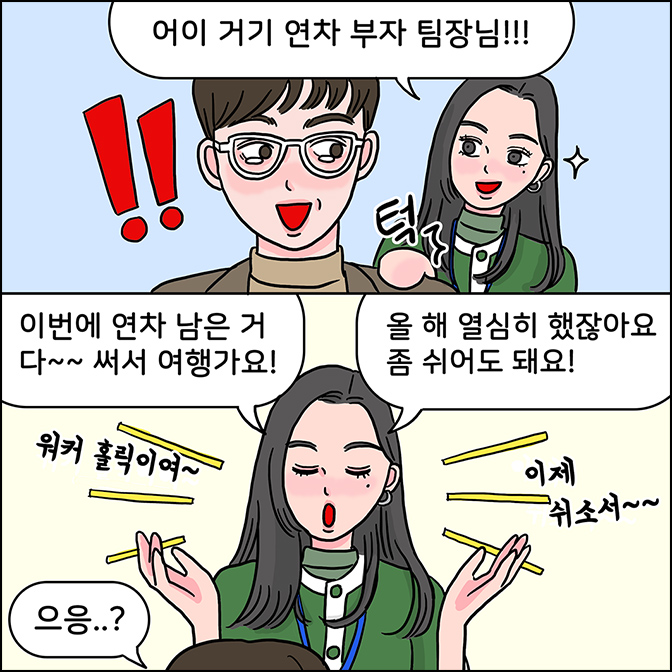 어이 거기 연차 부자 팀장님!!!
턱
이번에 연차 남은 거
다~~ 써서 여행가요!
올 해 열심히 했잖아요
좀 쉬어도 돼요!
워커 홀릭이여~
이제
쉬소서~~
으응..?